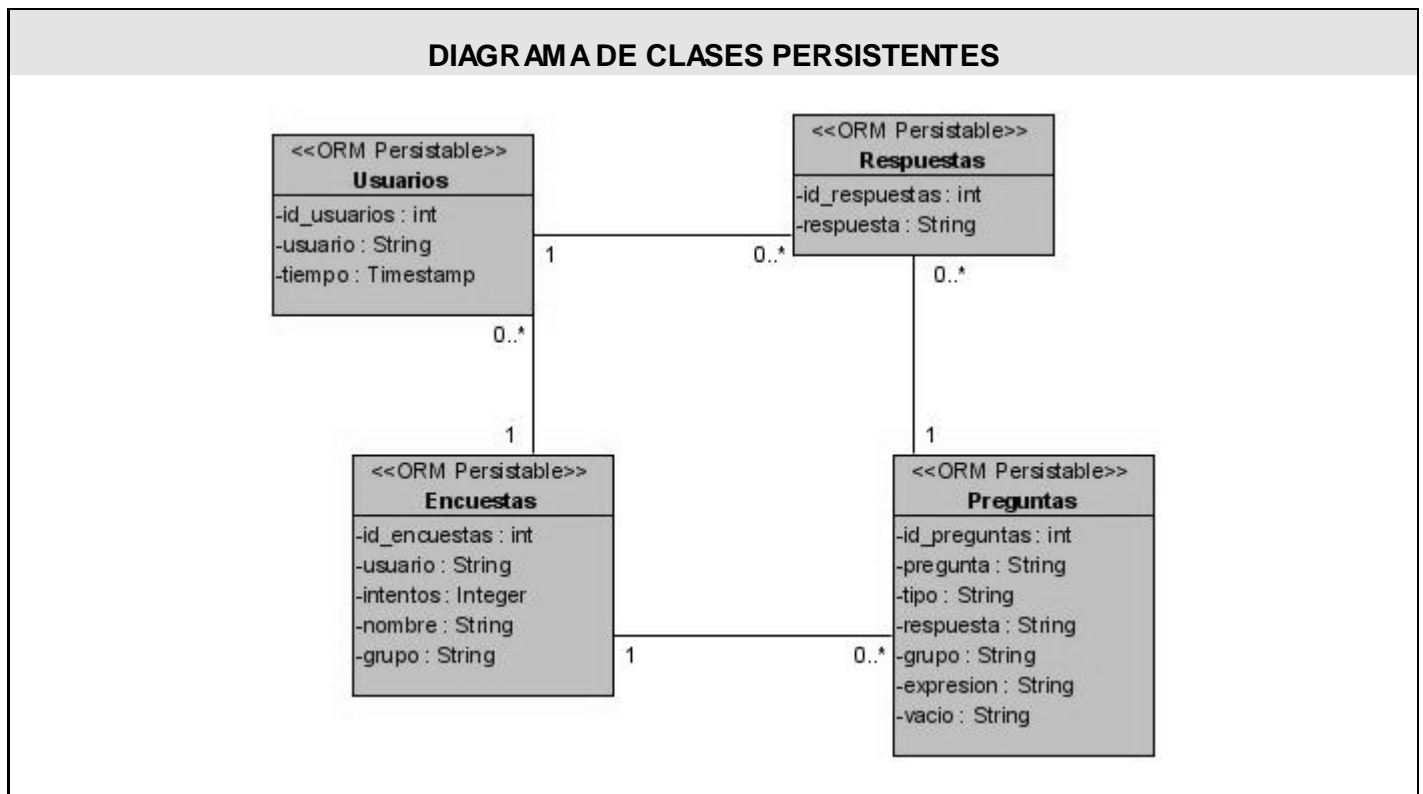 DIAGRAMA DE CLASES PERSISTENTES
<<ORM Persistable>>
Usuarios
-id_usuarios : int
-usuario : String
-tiempo : Timestamp
<<ORM Persistable>>
Respuestas
-id_respuestas : int
-respuesta : String
1
0..*
0..*
0..*
1
1
<<ORM Persistable>>
Encuestas
-id_encuestas : int
-usuario : String
-intentos : Integer
-nombre : String
-grupo : String
<<ORM Persistable>>
Preguntas
-id_preguntas : int
-pregunta : String
-tipo : String
-respuesta : String
-grupo : String
-expresion : String
-vacio : String
1
0..*